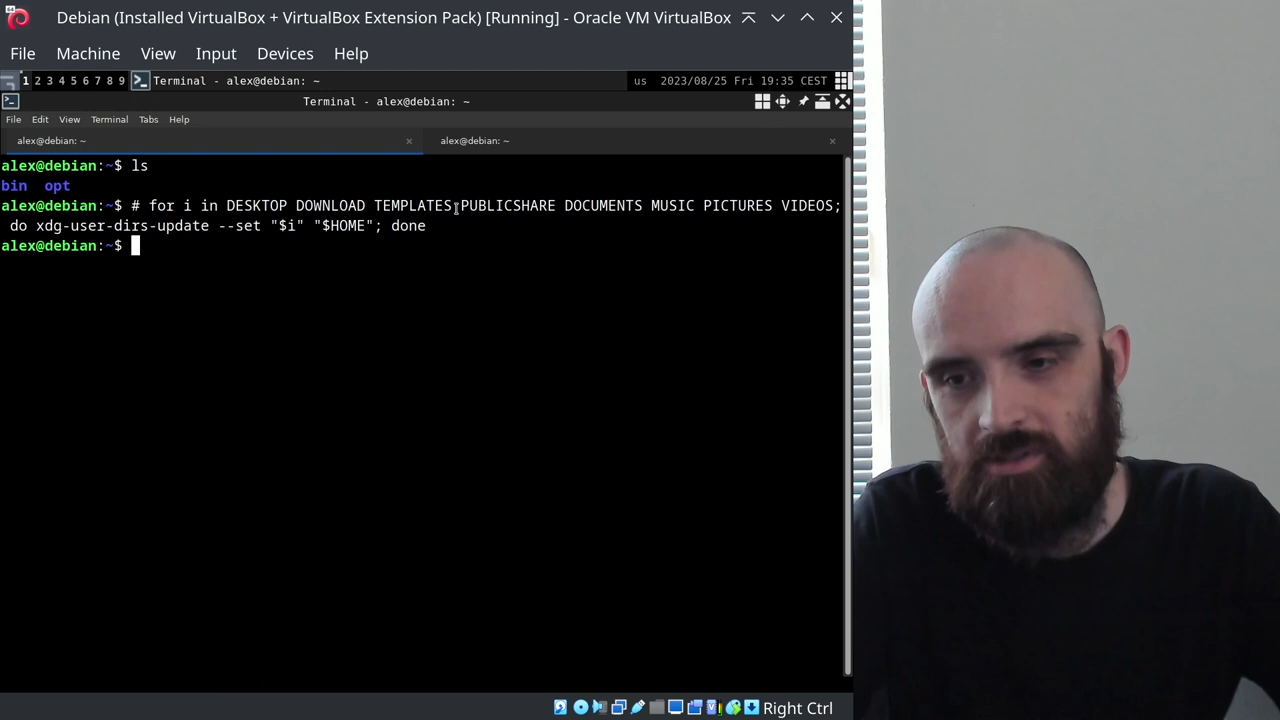 Debian (Installed VirtualBox + VirtualBox Extension Pack) [Running] - Oracle VM VirtualBox
File Machine View Input Devices Help
1 2 3 4 5 6 7 8 9 Terminal - alex@debian: ~ us 2023/08/25 Fri 19:35 CEST
Terminal - alex@debian: ~
File Edit View Terminal Tabs Help
alex@debian: ~ × alex@debian: ~ ×
alex@debian:~$ ls
bin opt
alex@debian:~$ # for i in DESKTOP DOWNLOAD TEMPLATES PUBLICSHARE DOCUMENTS MUSIC PICTURES VIDEOS;
do xdg-user-dirs-update --set "$i" "$HOME"; done
alex@debian:~$
Right Ctrl